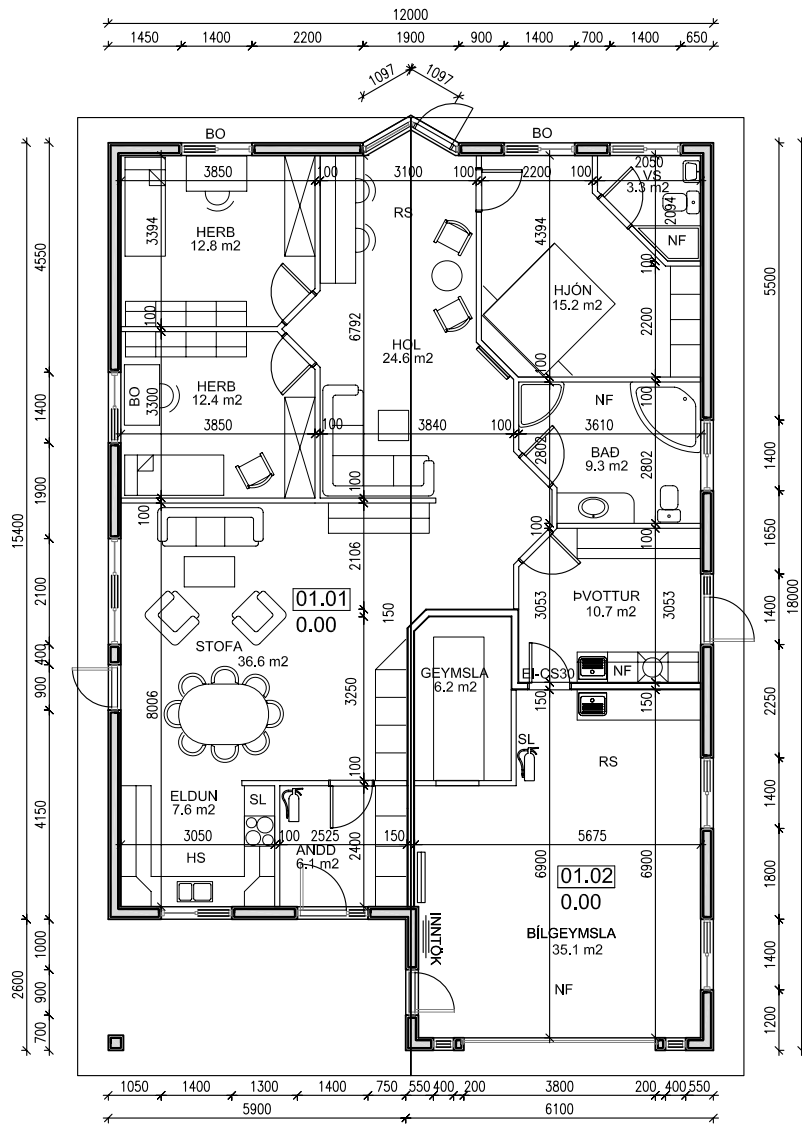 12000
1450 1400 2200 1900 900 1400 700 1400 650
1097 1097
BO BO
3850 100 3100 100 2200 100 2050
VS
3.3 m2
2094
NF
HERB
12.8 m2
3394
RS
4394
HJÓN
15.2 m2
100
2200
100
6792
HOL
24.6 m2
100
HERB
12.4 m2
BO
3300
3850 100 3840 100 3610
NF
100
BAÐ
9.3 m2
2802 2802
100
100
100 100
2106
01.01
0.00
150
STOFA
36.6 m2
ÞVOTTUR
10.7 m2
3053 3053
GEYMSLA
6.2 m2
EI-CS30
NF
150 150
8006
3250
100
SL
RS
ELDUN
7.6 m2
SL
3050 100 2525 150 5675
HS
ANDD
6.1 m2
2400
6900 6900
01.02
0.00
INNTÖK
BÍLGEYMSLA
35.1 m2
NF
15400
4550
1400
1900
2100
400
900
4150
2600
1000
900
700
18000
5500
1400
1650
1400
2250
1400
1800
1400
1200
1050 1400 1300 1400 750 550 400 200 3800 200 400 550
5900 6100